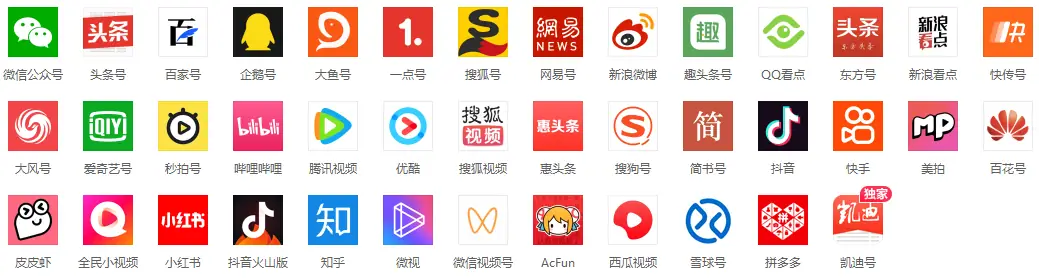 头条 百家 1. 網易 NEWS 趣 头条 东方头条 新浪看点 快
微信公众号 头条号 百家号 企鹅号 大鱼号 一点号 搜狐号 网易号 新浪微博 趣头条号 QQ看点 东方号 新浪看点 快传号
iQIYI bilibili 搜狐视频 惠头条 S 简 MP
大风号 爱奇艺号 秒拍号 哔哩哔哩 腾讯视频 优酷 搜狐视频 惠头条 搜狗号 简书号 抖音 快手 美拍 百花号
小红书 知 拼 凯迪 独家
皮皮虾 全民小视频 小红书 抖音火山版 知乎 微视 微信视频号 AcFun 西瓜视频 雪球号 拼多多 凯迪号